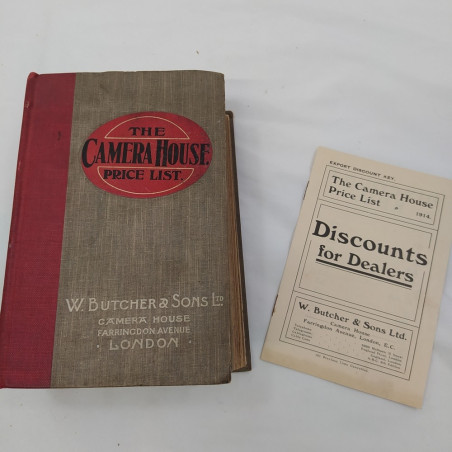 THE
CAMERA HOUSE
PRICE LIST.
W. BUTCHER & SONS LTD.
CAMERA HOUSE
FARRINGDON AVENUE
· LONDON ·
EXPORT DISCOUNT KEY.
The Camera House
Price List
1914.
Discounts
for Dealers
W. Butcher & Sons Ltd.
Camera House
Farringdon Avenue, London, E.C.